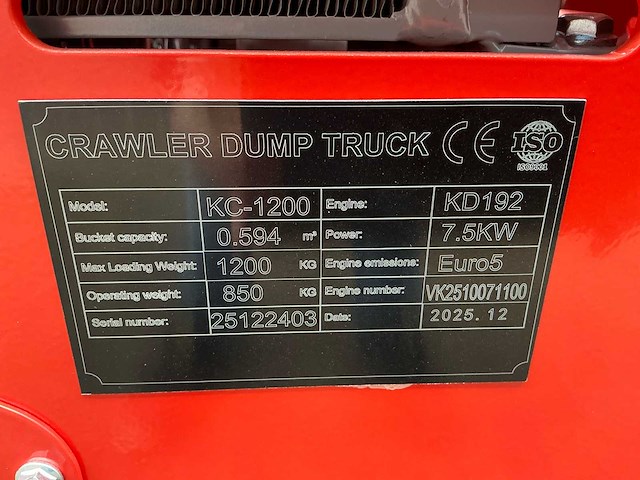 CRAWLER DUMP TRUCK CE ISO
ISO9001
Model: KC-1200 Engine: KD192
Bucket capacity: 0.594 m³ Power: 7.5KW
Max Loading Weight: 1200 KG Engine emissions: Euro5
Operating weight: 850 KG Engine number: VK2510071100
Serial number: 25122403 Date: 2025.12